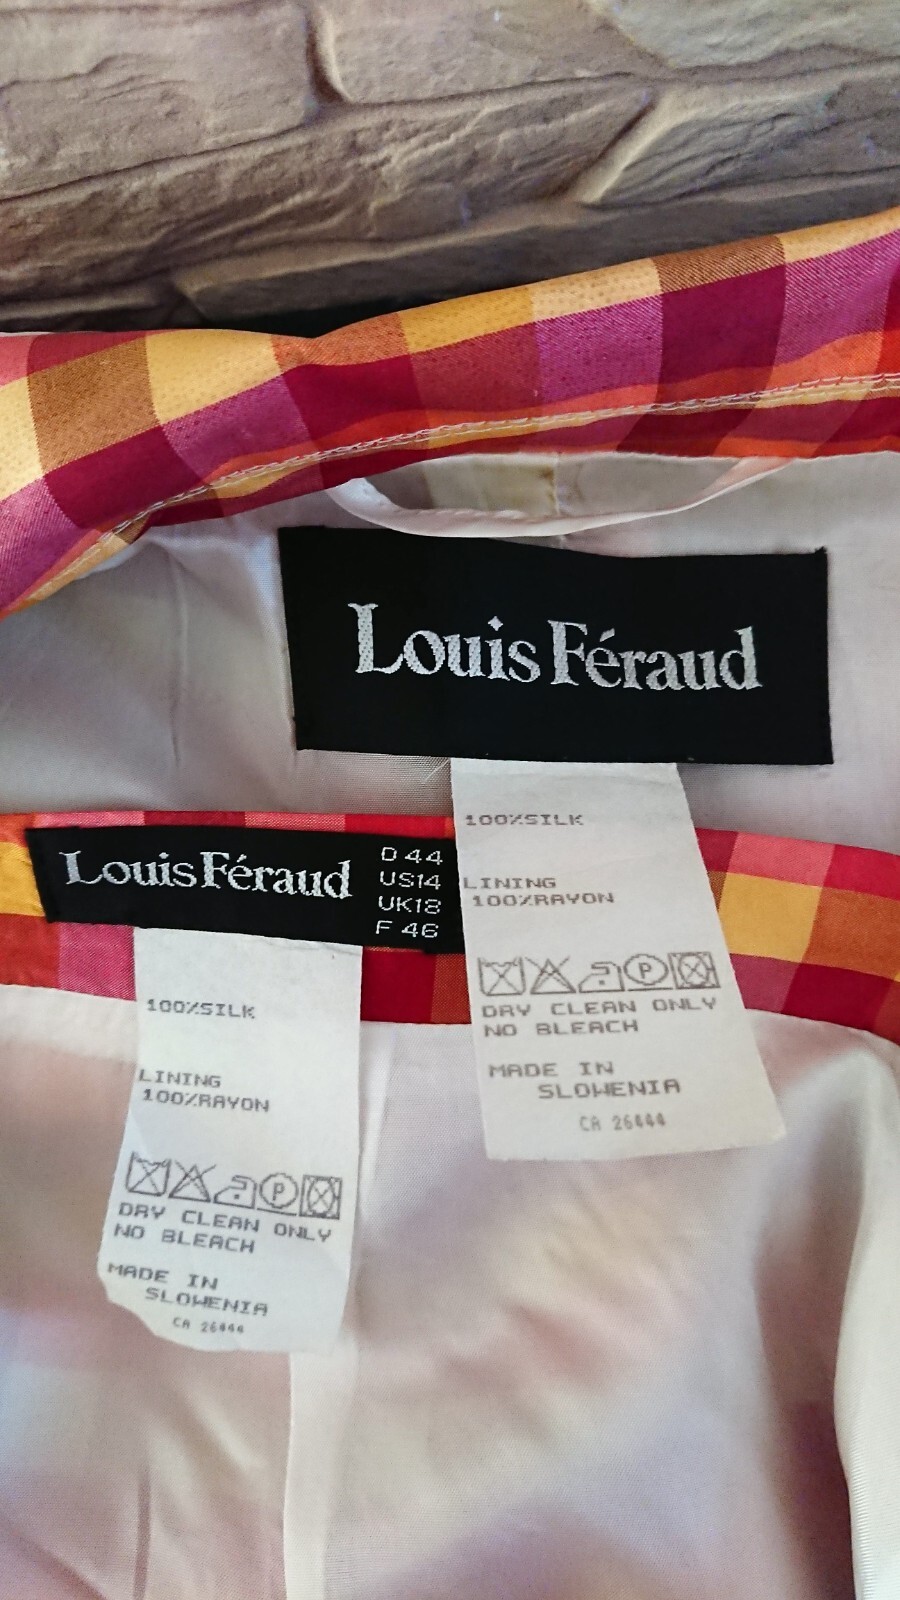 Louis Féraud
100%SILK
LINING
100%RAYON
P
DRY CLEAN ONLY
NO BLEACH
MADE IN
SLOWENIA
CA 26444
Louis Féraud
D 44
US14
UK18
F 46
100%SILK
LINING
100%RAYON
P
DRY CLEAN ONLY
NO BLEACH
MADE IN
SLOWENIA
CA 26444